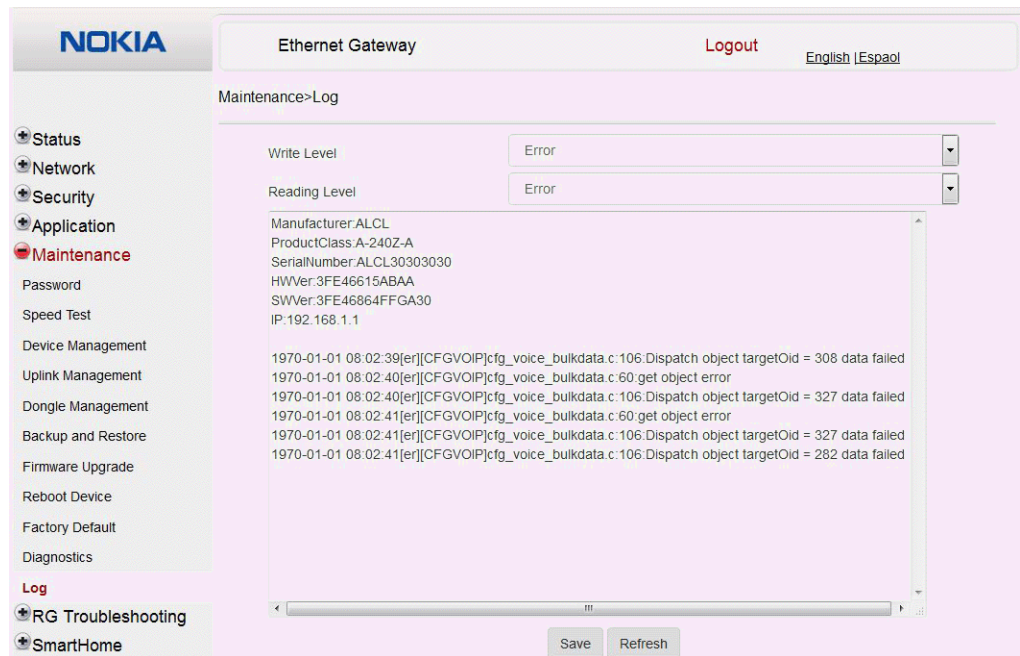 NOKIA
Ethernet Gateway
Logout
English | Espaol
Maintenance>Log
Status
Network
Security
Application
Maintenance
Password
Speed Test
Device Management
Uplink Management
Dongle Management
Backup and Restore
Firmware Upgrade
Reboot Device
Factory Default
Diagnostics
Log
RG Troubleshooting
SmartHome
Write Level
Error
Reading Level
Error
Manufacturer:ALCL
ProductClass:A-240Z-A
SerialNumber:ALCL30303030
HWVer:3FE46615ABAA
SWVer:3FE46864FFGA30
IP:192.168.1.1
1970-01-01 08:02:39[er][CFGVOIP]cfg_voice_bulkdata.c:106:Dispatch object targetOid = 308 data failed
1970-01-01 08:02:40[er][CFGVOIP]cfg_voice_bulkdata.c:60:get object error
1970-01-01 08:02:40[er][CFGVOIP]cfg_voice_bulkdata.c:106:Dispatch object targetOid = 327 data failed
1970-01-01 08:02:41[er][CFGVOIP]cfg_voice_bulkdata.c:60:get object error
1970-01-01 08:02:41[er][CFGVOIP]cfg_voice_bulkdata.c:106:Dispatch object targetOid = 327 data failed
1970-01-01 08:02:41[er][CFGVOIP]cfg_voice_bulkdata.c:106:Dispatch object targetOid = 282 data failed
Save
Refresh